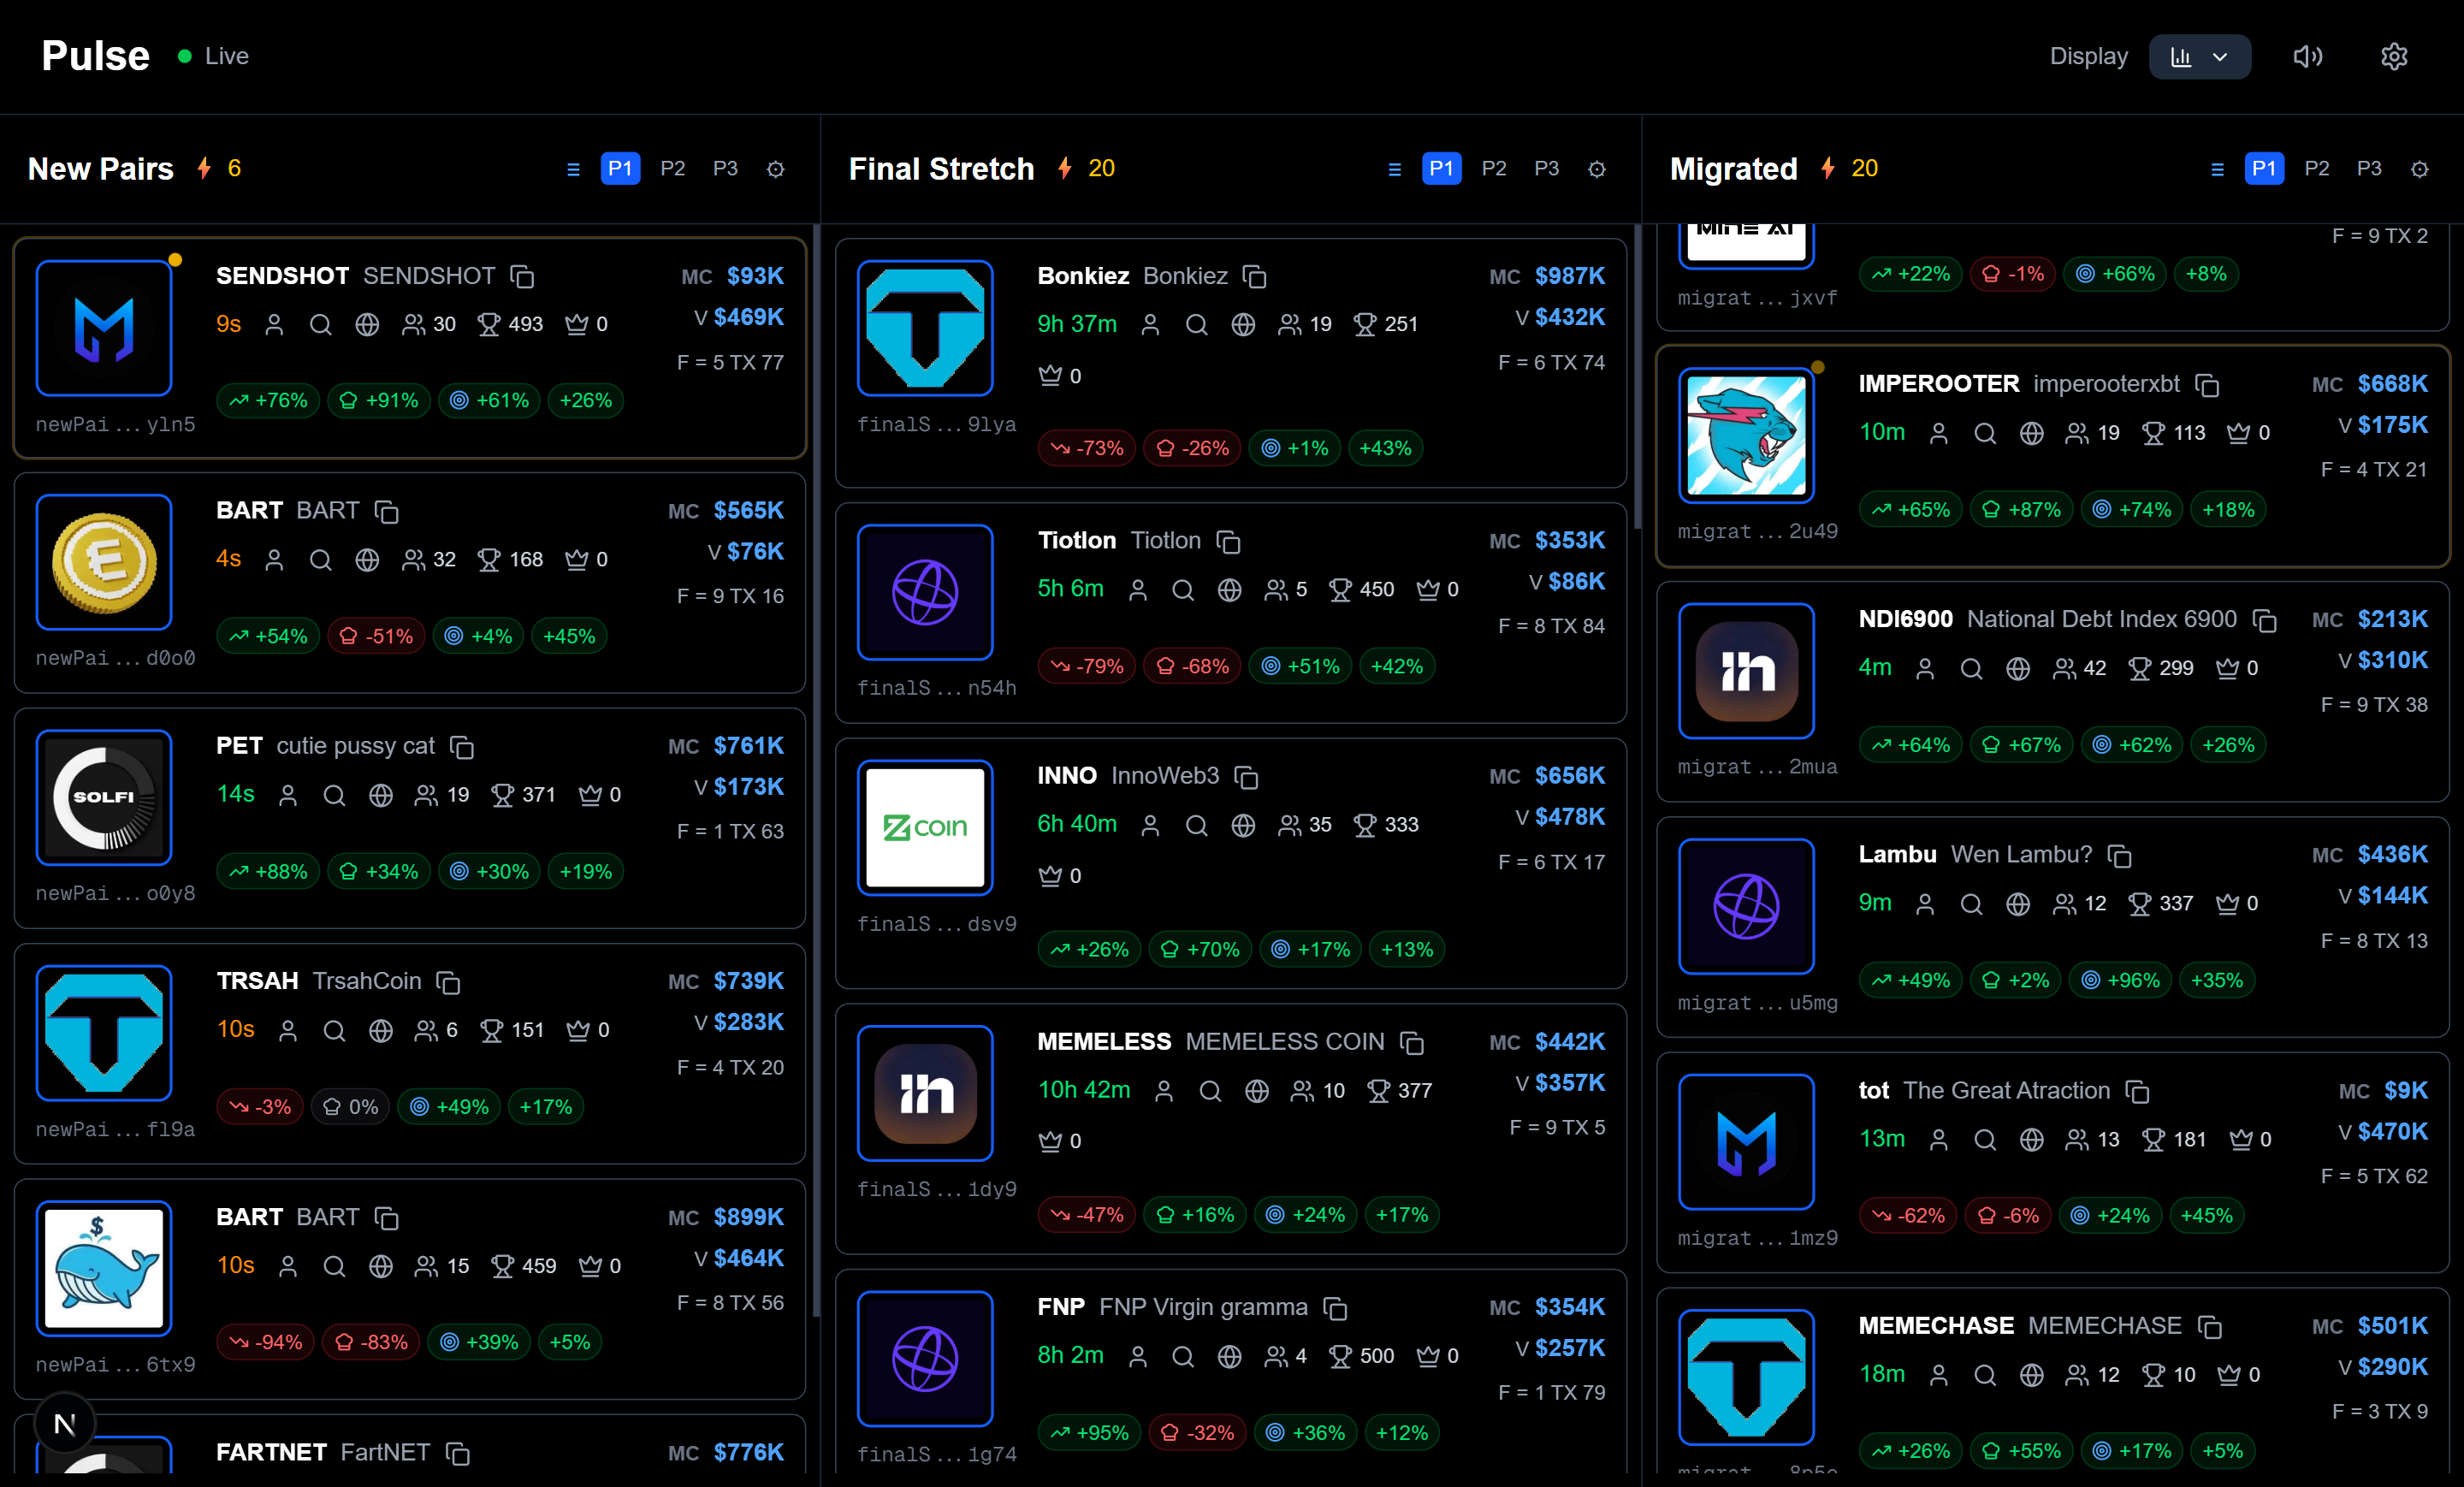 Pulse Live Display
New Pairs 6 P1 P2 P3
SENDSHOT SENDSHOT MC $93K
9s 30 493 0 V $469K
F = 5 TX 77
+76% +91% +61% +26%
newPai ... yln5
BART BART MC $565K
4s 32 168 0 V $76K
F = 9 TX 16
+54% -51% +4% +45%
newPai ... d0o0
PET cutie pussy cat MC $761K
SOLFI
14s 19 371 0 V $173K
F = 1 TX 63
+88% +34% +30% +19%
newPai ... o0y8
TRSAH TrsahCoin MC $739K
10s 6 151 0 V $283K
F = 4 TX 20
-3% 0% +49% +17%
newPai ... fl9a
BART BART MC $899K
10s 15 459 0 V $464K
F = 8 TX 56
-94% -83% +39% +5%
newPai ... 6tx9
N
FARTNET FartNET MC $776K
Final Stretch 20 P1 P2 P3
Bonkiez Bonkiez MC $987K
9h 37m 19 251 V $432K
F = 6 TX 74
0
-73% -26% +1% +43%
finalS ... 9lya
Tiotlon Tiotlon MC $353K
5h 6m 5 450 0 V $86K
F = 8 TX 84
-79% -68% +51% +42%
finalS ... n54h
INNO InnoWeb3 MC $656K
6h 40m 35 333 V $478K
ZCOIN
F = 6 TX 17
0
finalS ... dsv9
+26% +70% +17% +13%
MEMELESS MEMELESS COIN MC $442K
10h 42m 10 377 V $357K
F = 9 TX 5
0
finalS ... 1dy9
-47% +16% +24% +17%
FNP FNP Virgin gramma MC $354K
8h 2m 4 500 0 V $257K
F = 1 TX 79
+95% -32% +36% +12%
finalS ... 1g74
Migrated 20 P1 P2 P3
F = 9 TX 2
+22% -1% +66% +8%
migrat ... jxvf
IMPEROOTER imperooterxbt MC $668K
10m 19 113 0 V $175K
F = 4 TX 21
+65% +87% +74% +18%
migrat ... 2u49
NDI6900 National Debt Index 6900 MC $213K
4m 42 299 0 V $310K
F = 9 TX 38
+64% +67% +62% +26%
migrat ... 2mua
Lambu Wen Lambu? MC $436K
9m 12 337 0 V $144K
F = 8 TX 13
+49% +2% +96% +35%
migrat ... u5mg
tot The Great Atraction MC $9K
13m 13 181 0 V $470K
F = 5 TX 62
-62% -6% +24% +45%
migrat ... 1mz9
MEMECHASE MEMECHASE MC $501K
18m 12 10 0 V $290K
F = 3 TX 9
+26% +55% +17% +5%